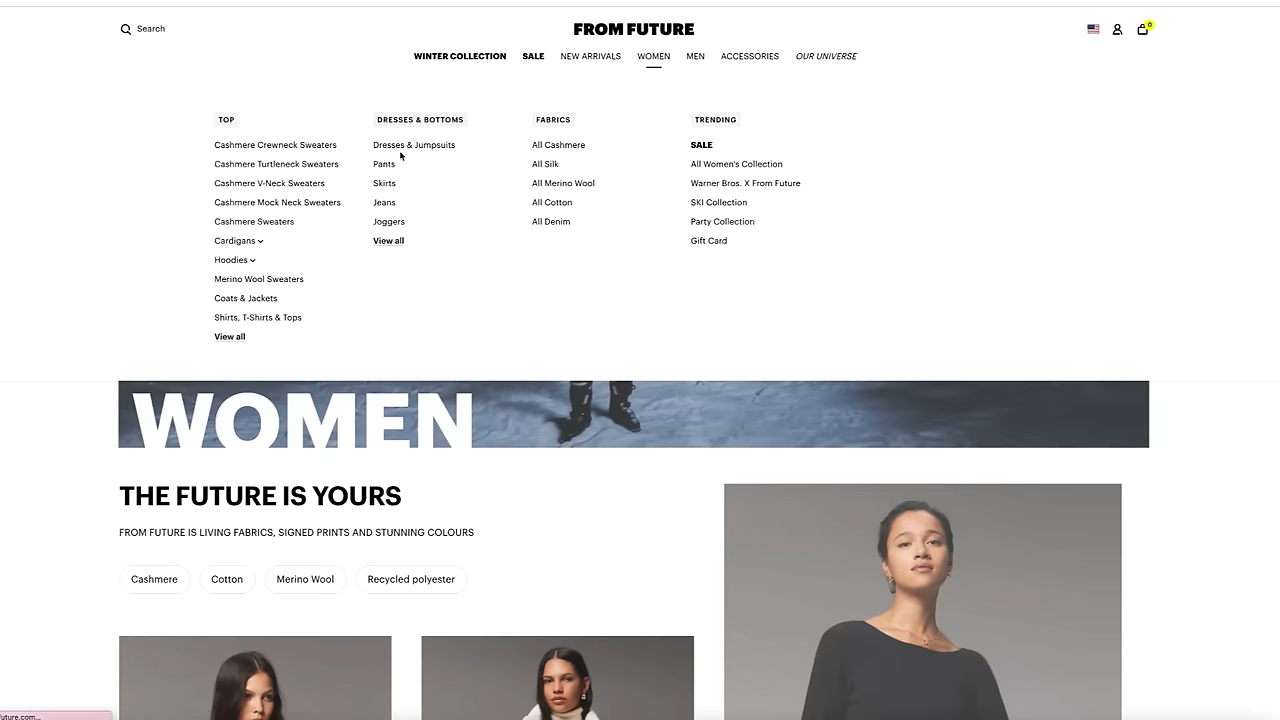 Search
FROM FUTURE
0
WINTER COLLECTION SALE NEW ARRIVALS WOMEN MEN ACCESSORIES OUR UNIVERSE
TOP
Cashmere Crewneck Sweaters
Cashmere Turtleneck Sweaters
Cashmere V-Neck Sweaters
Cashmere Mock Neck Sweaters
Cashmere Sweaters
Cardigans
Hoodies
Merino Wool Sweaters
Coats & Jackets
Shirts, T-Shirts & Tops
View all
DRESSES & BOTTOMS
Dresses & Jumpsuits
Pants
Skirts
Jeans
Joggers
View all
FABRICS
All Cashmere
All Silk
All Merino Wool
All Cotton
All Denim
TRENDING
SALE
All Women's Collection
Warner Bros. X From Future
SKI Collection
Party Collection
Gift Card
WOMEN
THE FUTURE IS YOURS
FROM FUTURE IS LIVING FABRICS, SIGNED PRINTS AND STUNNING COLOURS
Cashmere Cotton Merino Wool Recycled polyester
future.com...